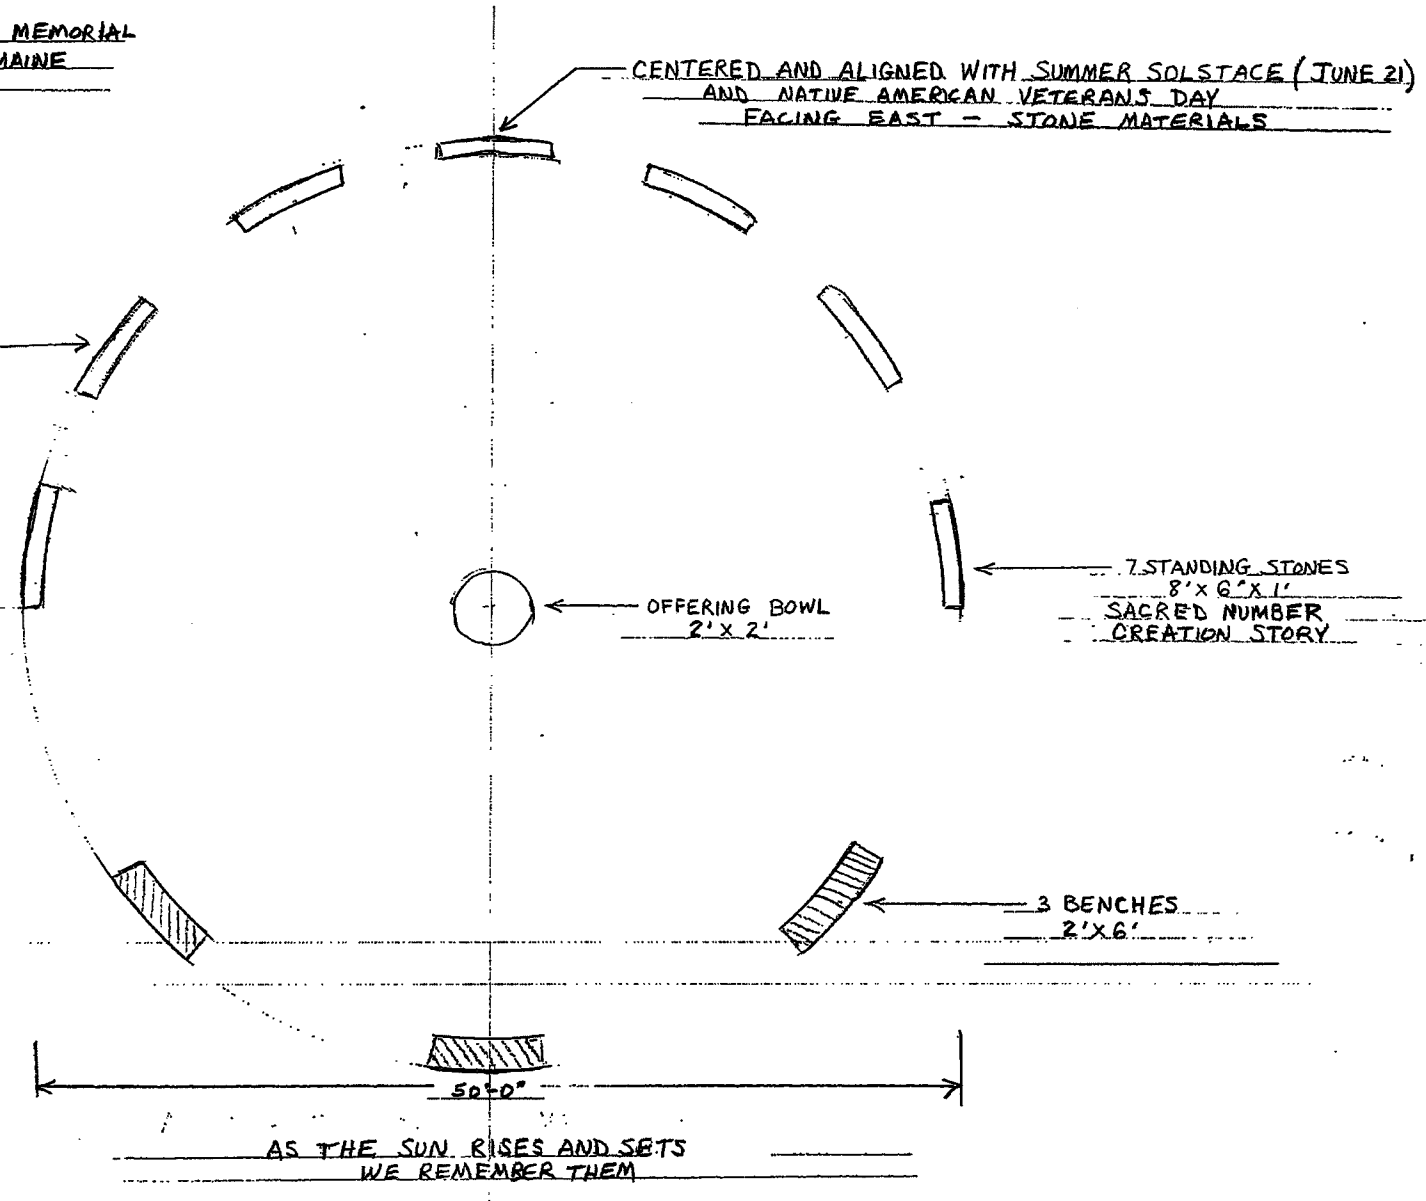 MEMORIAL
MAINE
CENTERED AND ALIGNED WITH SUMMER SOLSTACE (JUNE 21)
AND NATIVE AMERICAN VETERANS DAY
FACING EAST - STONE MATERIALS
7 STANDING STONES
8' X 6" X 1'
SACRED NUMBER
CREATION STORY
OFFERING BOWL
2' X 2'
3 BENCHES
2' X 6'
50'-0"
AS THE SUN RISES AND SETS
WE REMEMBER THEM